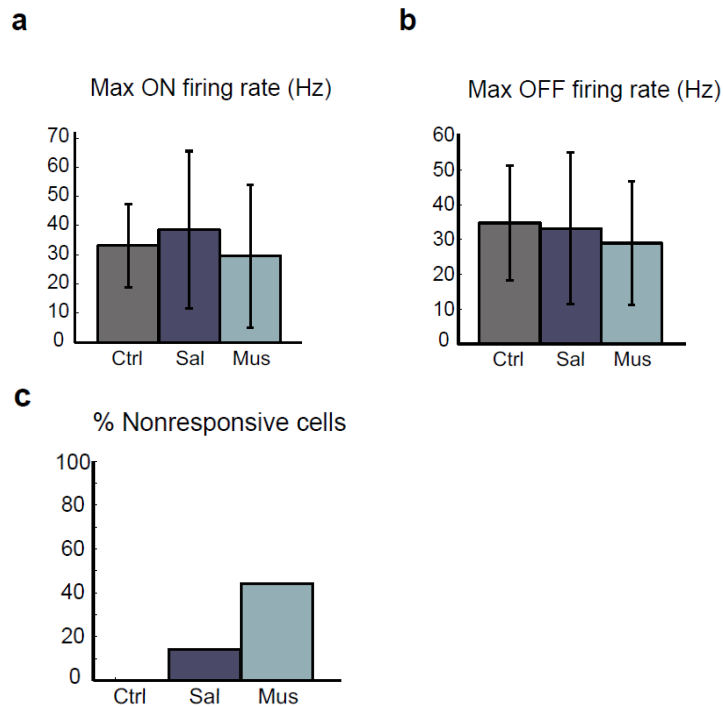 a
Max ON firing rate (Hz)
70
60
50
40
30
20
10
0
Ctrl Sal Mus
b
Max OFF firing rate (Hz)
60
50
40
30
20
10
0
Ctrl Sal Mus
c
% Nonresponsive cells
100
80
60
40
20
0
Ctrl Sal Mus